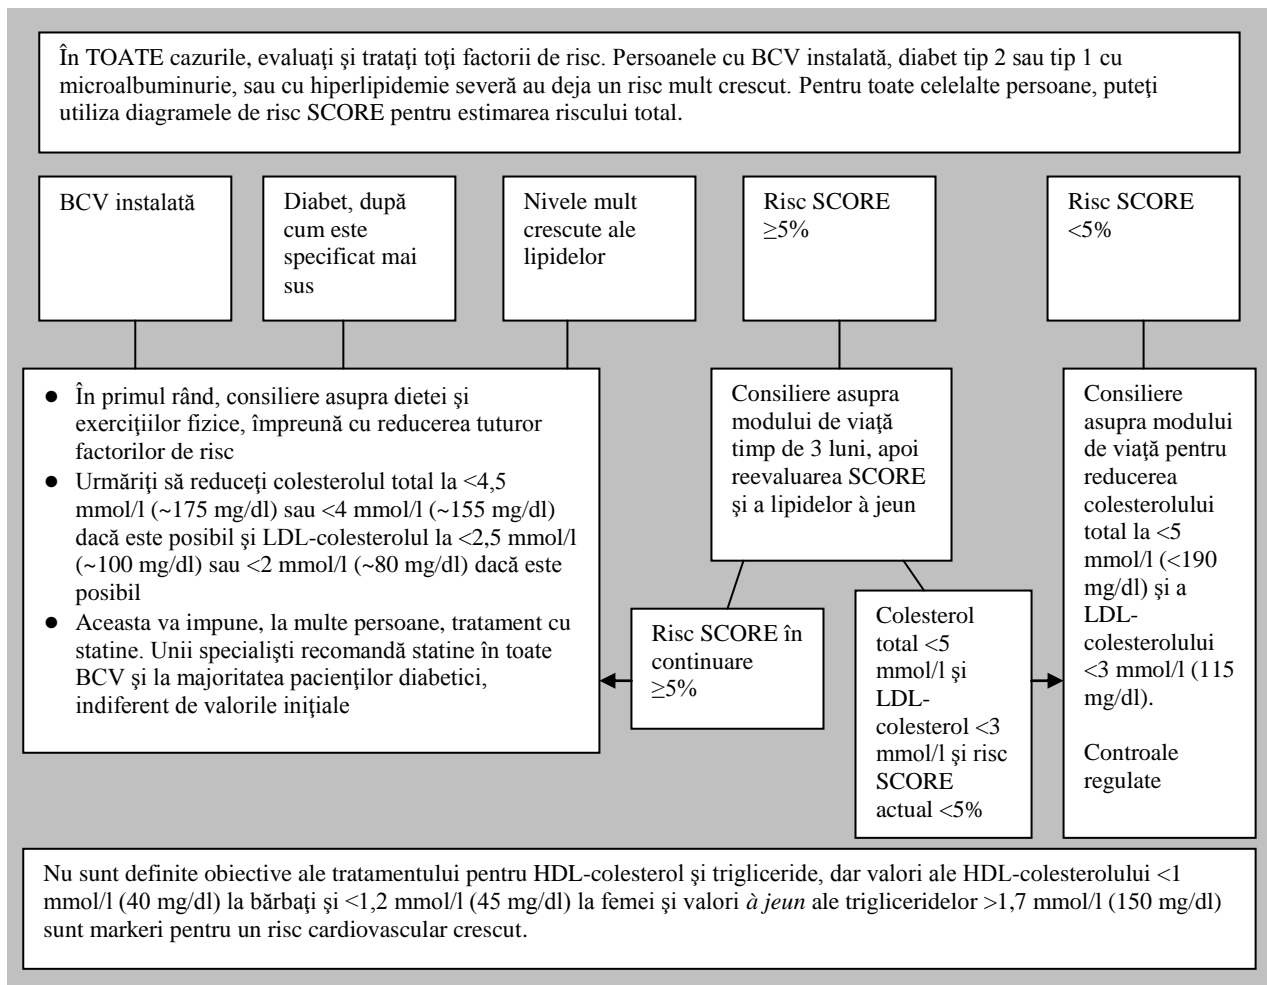 În TOATE cazurile, evaluaţi şi trataţi toţi factorii de risc. Persoanele cu BCV instalată, diabet tip 2 sau tip 1 cu
microalbuminurie, sau cu hiperlipidemie severă au deja un risc mult crescut. Pentru toate celelalte persoane, puteţi
utiliza diagramele de risc SCORE pentru estimarea riscului total.
BCV instalată
Diabet, după
cum este
specificat mai
sus
Nivele mult
crescute ale
lipidelor
Risc SCORE
≥5%
Risc SCORE
<5%
● În primul rând, consiliere asupra dietei şi
exerciţiilor fizice, împreună cu reducerea tuturor
factorilor de risc
● Urmăriţi să reduceţi colesterolul total la <4,5
mmol/l (~175 mg/dl) sau <4 mmol/l (~155 mg/dl)
dacă este posibil şi LDL-colesterolul la <2,5 mmol/l
(~100 mg/dl) sau <2 mmol/l (~80 mg/dl) dacă este
posibil
● Aceasta va impune, la multe persoane, tratament cu
statine. Unii specialişti recomandă statine în toate
BCV şi la majoritatea pacienţilor diabetici,
indiferent de valorile iniţiale
Consiliere asupra
modului de viaţă
timp de 3 luni, apoi
reevaluarea SCORE
şi a lipidelor à jeun
Risc SCORE în
continuare
≥5%
Colesterol
total <5
mmol/l şi
LDL-
colesterol <3
mmol/l şi risc
SCORE
actual <5%
Consiliere
asupra modului
de viaţă pentru
reducerea
colesterolului
total la <5
mmol/l (<190
mg/dl) şi a
LDL-
colesterolului
<3 mmol/l (115
mg/dl).
Controale
regulate
Nu sunt definite obiective ale tratamentului pentru HDL-colesterol şi trigliceride, dar valori ale HDL-colesterolului <1
mmol/l (40 mg/dl) la bărbaţi şi <1,2 mmol/l (45 mg/dl) la femei şi valori à jeun ale trigliceridelor >1,7 mmol/l (150 mg/dl)
sunt markeri pentru un risc cardiovascular crescut.